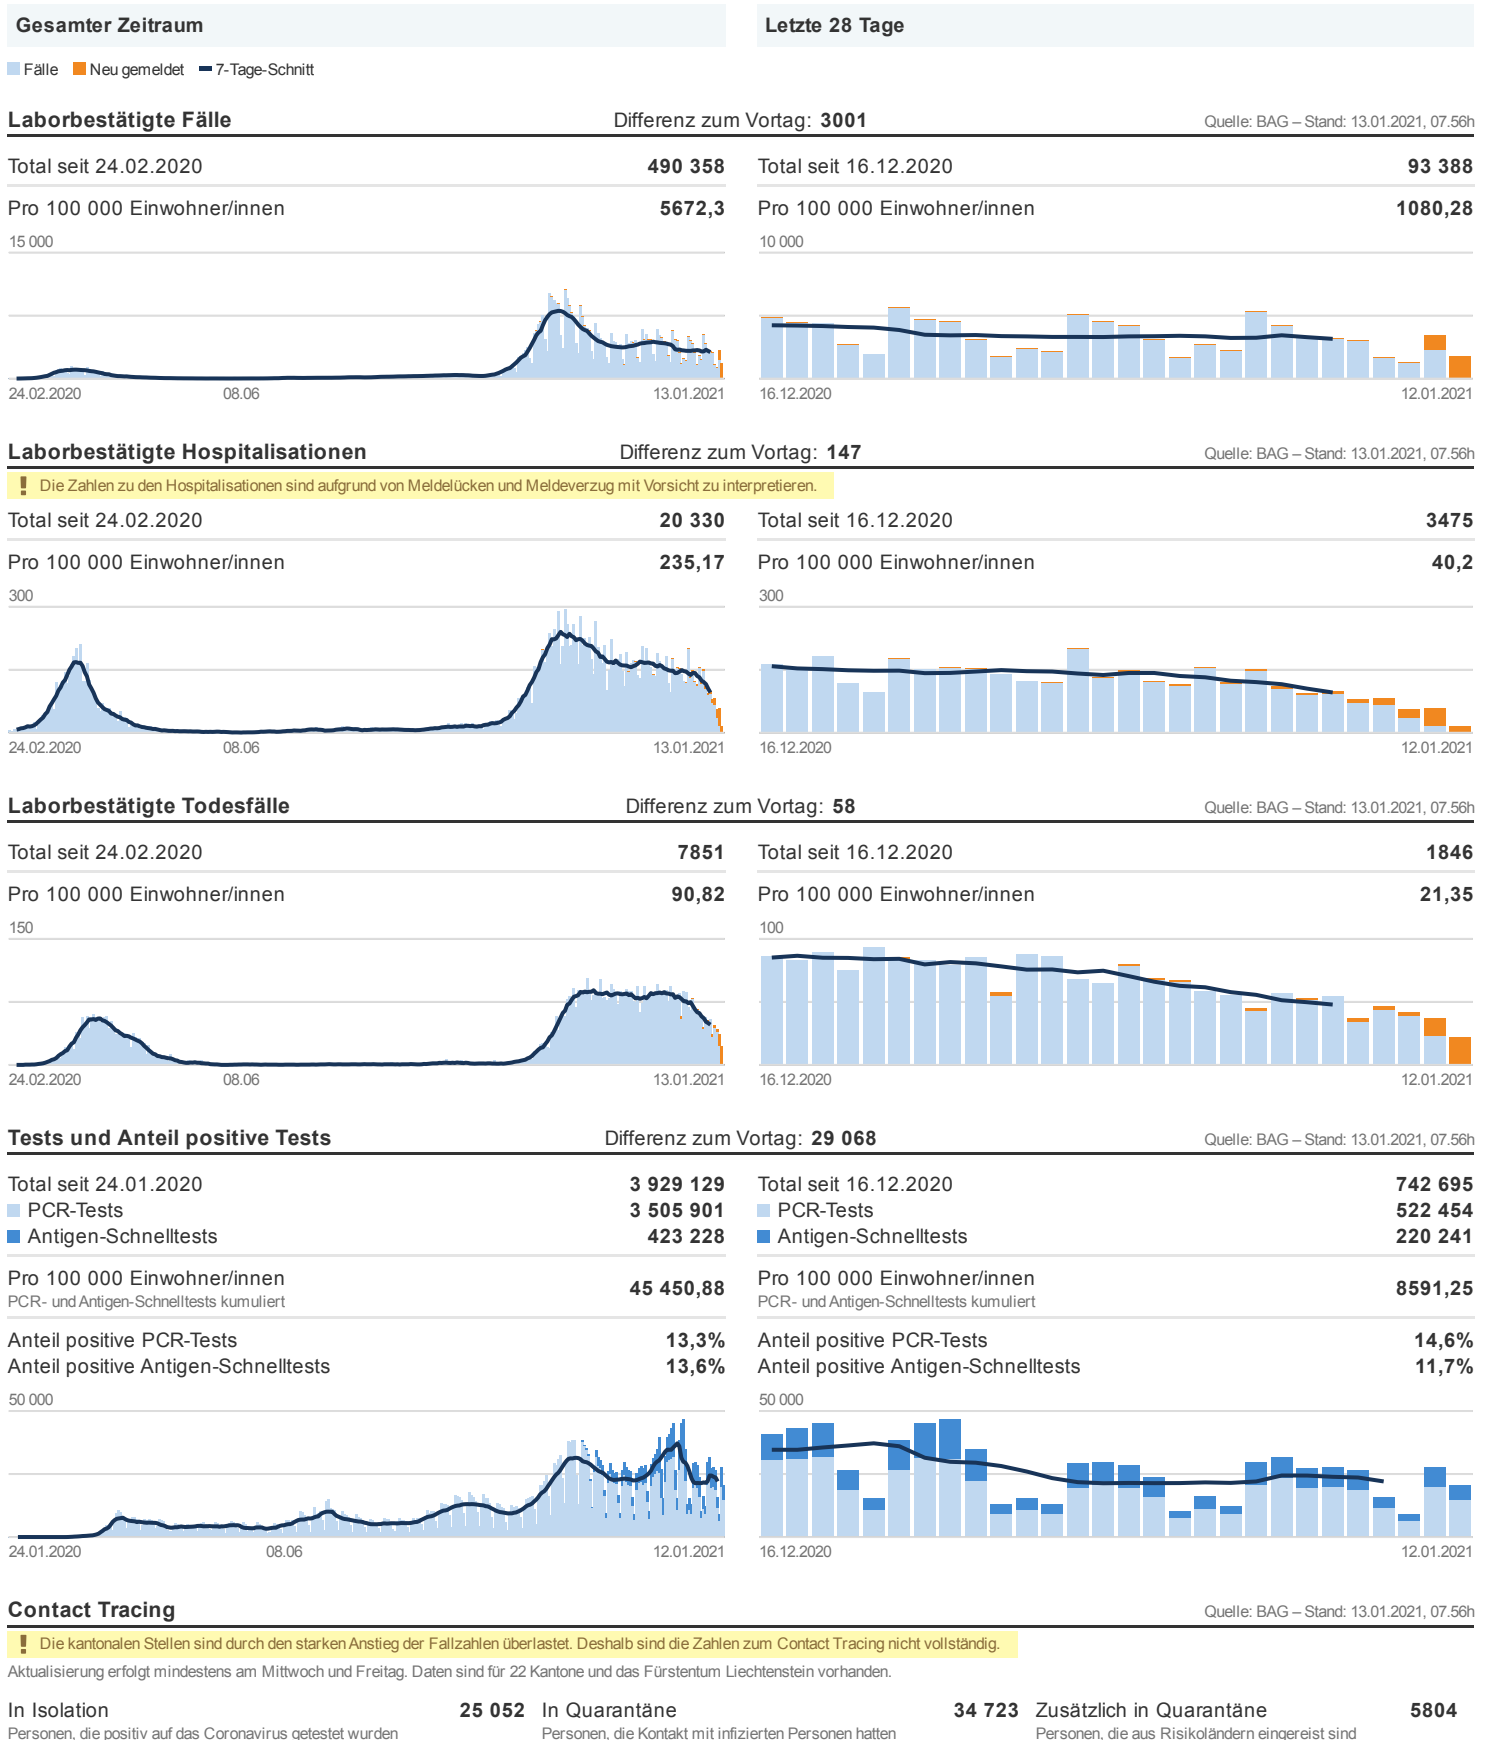 Gesamter Zeitraum
Letzte 28 Tage
Fälle Neu gemeldet 7-Tage-Schnitt
Laborbestätigte Fälle Differenz zum Vortag: 3001 Quelle: BAG – Stand: 13.01.2021, 07.56h
Total seit 24.02.2020 490 358 Total seit 16.12.2020 93 388
Pro 100 000 Einwohner/innen 5672,3 Pro 100 000 Einwohner/innen 1080,28
15 000 10 000
24.02.2020 08.06 13.01.2021 16.12.2020 12.01.2021
Laborbestätigte Hospitalisationen Differenz zum Vortag: 147 Quelle: BAG – Stand: 13.01.2021, 07.56h
! Die Zahlen zu den Hospitalisationen sind aufgrund von Meldelücken und Meldeverzug mit Vorsicht zu interpretieren.
Total seit 24.02.2020 20 330 Total seit 16.12.2020 3475
Pro 100 000 Einwohner/innen 235,17 Pro 100 000 Einwohner/innen 40,2
300 300
24.02.2020 08.06 13.01.2021 16.12.2020 12.01.2021
Laborbestätigte Todesfälle Differenz zum Vortag: 58 Quelle: BAG – Stand: 13.01.2021, 07.56h
Total seit 24.02.2020 7851 Total seit 16.12.2020 1846
Pro 100 000 Einwohner/innen 90,82 Pro 100 000 Einwohner/innen 21,35
150 100
24.02.2020 08.06 13.01.2021 16.12.2020 12.01.2021
Tests und Anteil positive Tests Differenz zum Vortag: 29 068 Quelle: BAG – Stand: 13.01.2021, 07.56h
Total seit 24.01.2020 3 929 129 Total seit 16.12.2020 742 695
PCR-Tests 3 505 901 PCR-Tests 522 454
Antigen-Schnelltests 423 228 Antigen-Schnelltests 220 241
Pro 100 000 Einwohner/innen 45 450,88 Pro 100 000 Einwohner/innen 8591,25
PCR- und Antigen-Schnelltests kumuliert PCR- und Antigen-Schnelltests kumuliert
Anteil positive PCR-Tests 13,3% Anteil positive PCR-Tests 14,6%
Anteil positive Antigen-Schnelltests 13,6% Anteil positive Antigen-Schnelltests 11,7%
50 000 50 000
24.01.2020 08.06 12.01.2021 16.12.2020 12.01.2021
Contact Tracing Quelle: BAG – Stand: 13.01.2021, 07.56h
! Die kantonalen Stellen sind durch den starken Anstieg der Fallzahlen überlastet. Deshalb sind die Zahlen zum Contact Tracing nicht vollständig.
Aktualisierung erfolgt mindestens am Mittwoch und Freitag. Daten sind für 22 Kantone und das Fürstentum Liechtenstein vorhanden.
In Isolation 25 052 In Quarantäne 34 723 Zusätzlich in Quarantäne 5804
Personen, die positiv auf das Coronavirus getestet wurden Personen, die Kontakt mit infizierten Personen hatten Personen, die aus Risikoländern eingereist sind